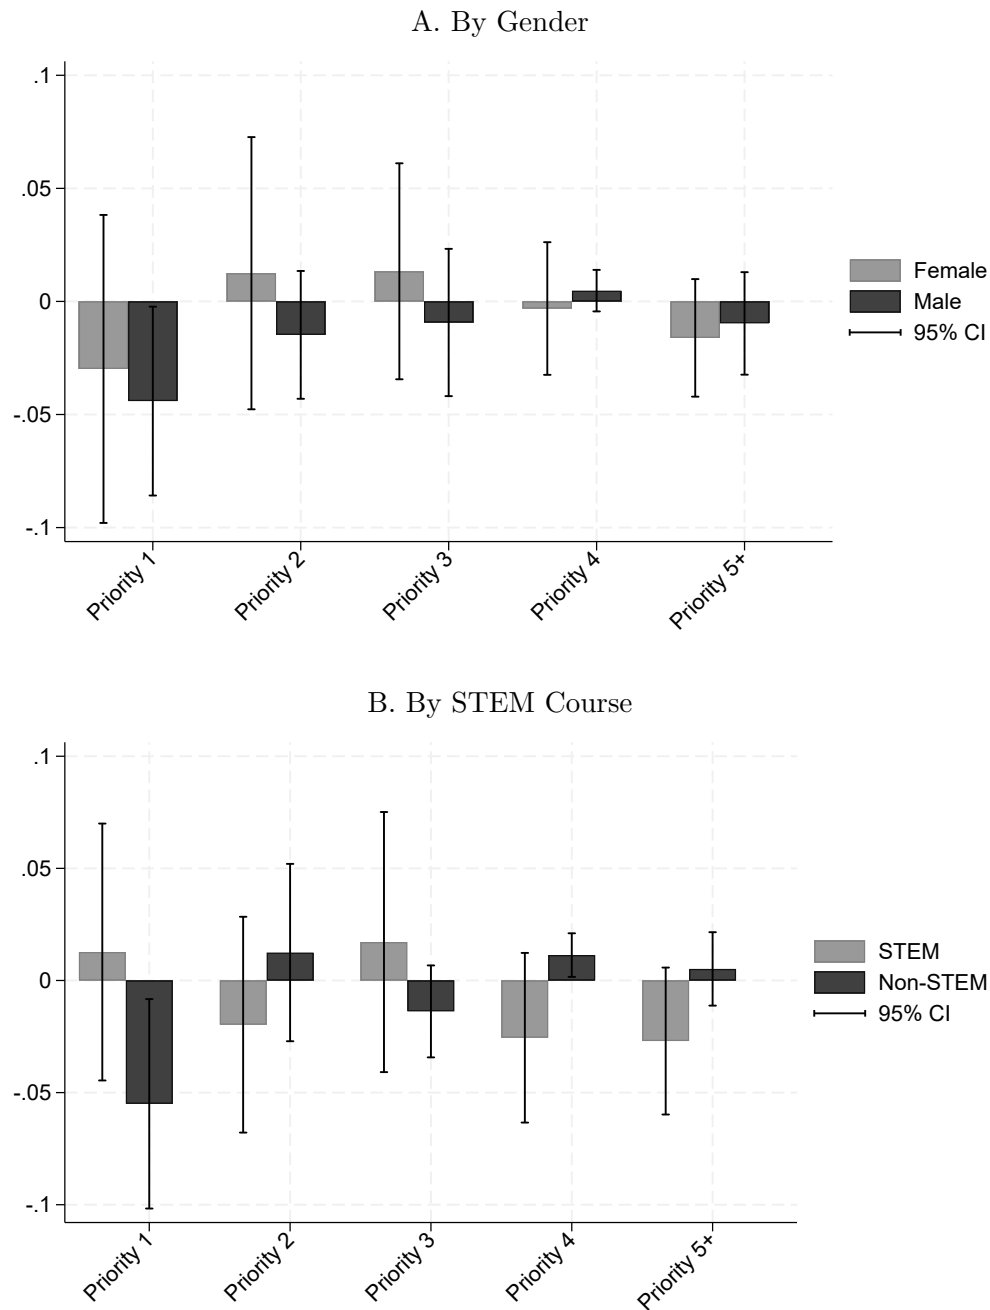 A. By Gender
.1
.05
0
-.05
-.1
Priority 1
Priority 2
Priority 3
Priority 4
Priority 5+
Female
Male
95% CI
B. By STEM Course
.1
.05
0
-.05
-.1
Priority 1
Priority 2
Priority 3
Priority 4
Priority 5+
STEM
Non-STEM
95% CI